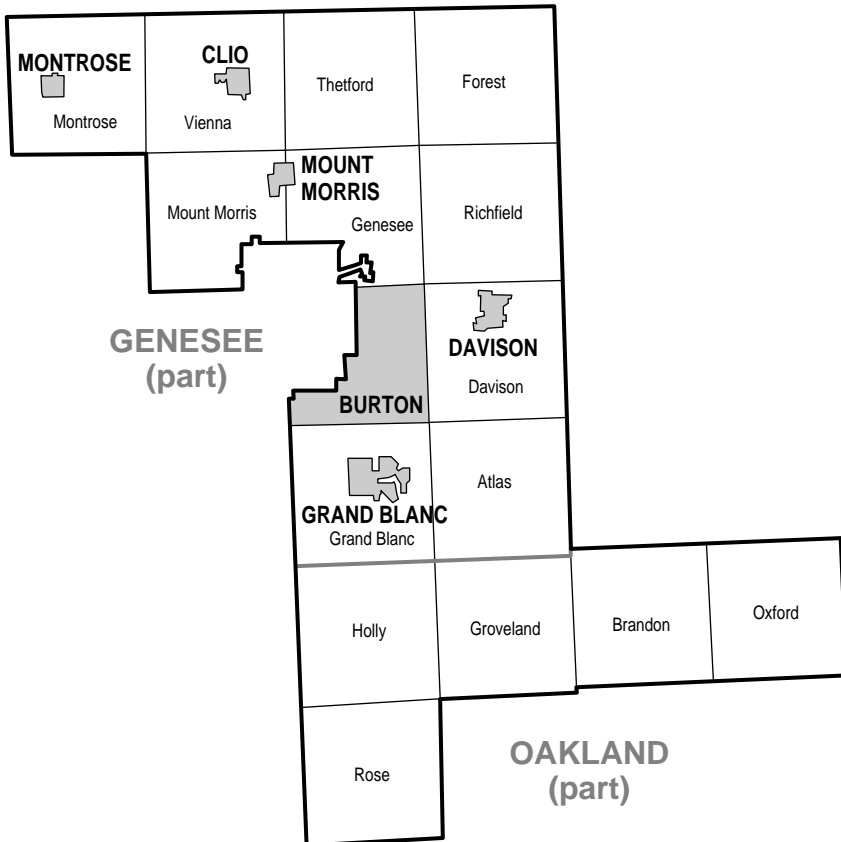 MONTROSE
CLIO
Thetford
Forest
Montrose
Vienna
MOUNT
MORRIS
Mount Morris
Genesee
Richfield
GENESEE
(part)
DAVISON
Davison
BURTON
Atlas
GRAND BLANC
Grand Blanc
Holly
Groveland
Brandon
Oxford
OAKLAND
(part)
Rose